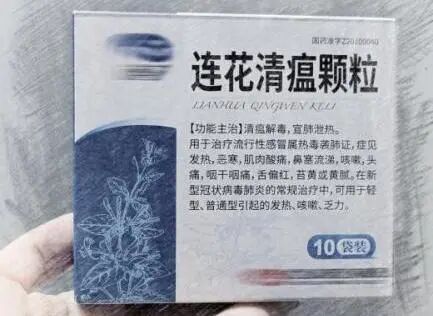 国药准字Z20100040
连花清瘟颗粒
LIANHUA QINGWEN KELI
【功能主治】清瘟解毒，宣肺泄热。
用于治疗流行性感冒属热毒袭肺证，症见
发热，恶寒，肌肉酸痛，鼻塞流涕，咳嗽，头
痛，咽干咽痛，舌偏红，苔黄或黄腻。在新
型冠状病毒肺炎的常规治疗中，可用于轻
型、普通型引起的发热、咳嗽、乏力。
10袋装